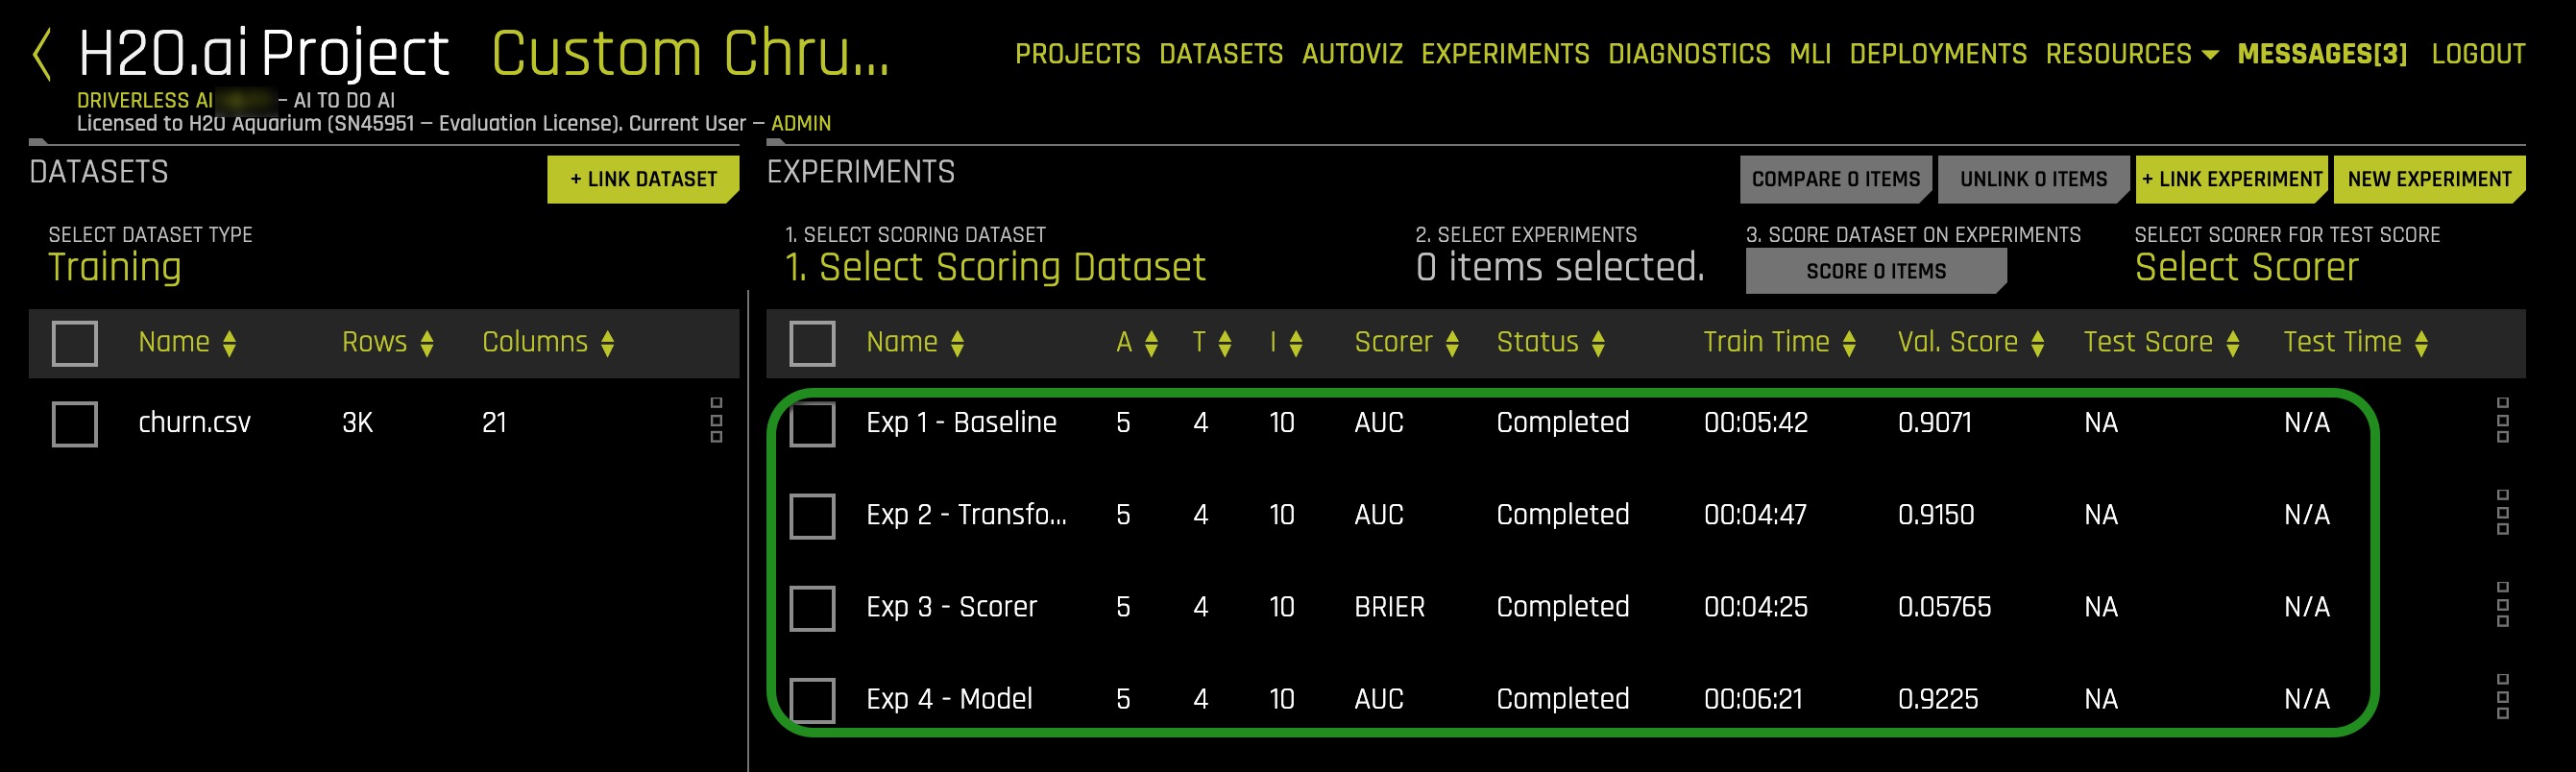 H2O.ai Project Custom Chru...
PROJECTS DATASETS AUTOVIZ EXPERIMENTS DIAGNOSTICS MLI DEPLOYMENTS RESOURCES MESSAGES[3] LOGOUT
DRIVERLESS AI – AI TO DO AI
Licensed to H2O Aquarium (SN45951 – Evaluation License). Current User – ADMIN
DATASETS
+ LINK DATASET
SELECT DATASET TYPE
Training
Name Rows Columns
churn.csv 3K 21
EXPERIMENTS
COMPARE 0 ITEMS UNLINK 0 ITEMS + LINK EXPERIMENT NEW EXPERIMENT
1. SELECT SCORING DATASET 2. SELECT EXPERIMENTS 3. SCORE DATASET ON EXPERIMENTS SELECT SCORER FOR TEST SCORE
1. Select Scoring Dataset 0 items selected. SCORE 0 ITEMS Select Scorer
Name A T I Scorer Status Train Time Val. Score Test Score Test Time
Exp 1 - Baseline 5 4 10 AUC Completed 00:05:42 0.9071 NA N/A
Exp 2 - Transfo... 5 4 10 AUC Completed 00:04:47 0.9150 NA N/A
Exp 3 - Scorer 5 4 10 BRIER Completed 00:04:25 0.05765 NA N/A
Exp 4 - Model 5 4 10 AUC Completed 00:06:21 0.9225 NA N/A